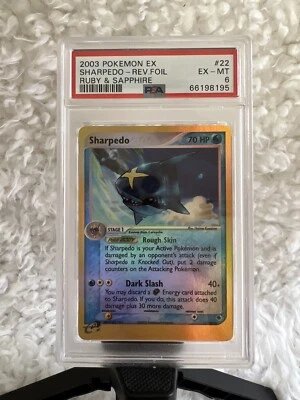 2003 POKEMON EX #22
SHARPEDO - REV.FOIL EX - MT
RUBY & SAPPHIRE 6
PSA 66198195
Sharpedo 70 HP
STAGE 1
Poké-BODY Rough Skin
If Sharpedo is your Active Pokémon and is
damaged by an opponent's attack (even if
Sharpedo is Knocked Out), put 2 damage
counters on the Attacking Pokémon.
Dark Slash 40+
You may discard a Energy card attached
to Sharpedo. If you do, this attack does 40
damage plus 30 more damage.